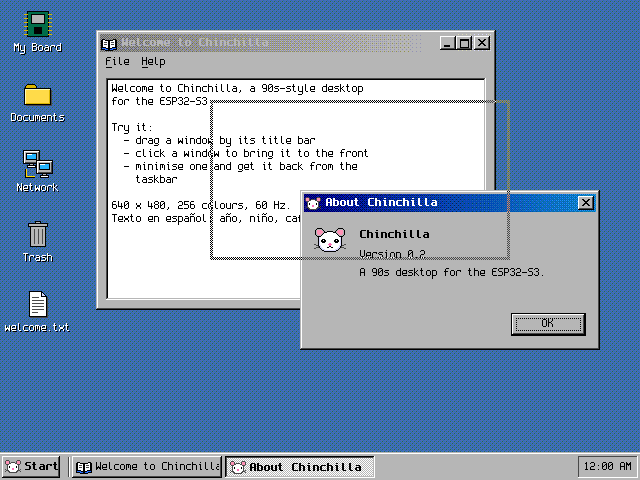 My Board
Documents
Network
Trash
welcome.txt
Welcome to Chinchilla
File Help
Welcome to Chinchilla, a 90s-style desktop
for the ESP32-S3
Try it:
- drag a window by its title bar
- click a window to bring it to the front
- minimise one and get it back from the
taskbar
640 x 480, 256 colours, 60 Hz.
Texto en español: año, niño,
About Chinchilla
Chinchilla
Version 0.2
A 90s desktop for the ESP32-S3.
OK
Start
Welcome to Chinchilla
About Chinchilla
12:00 AM